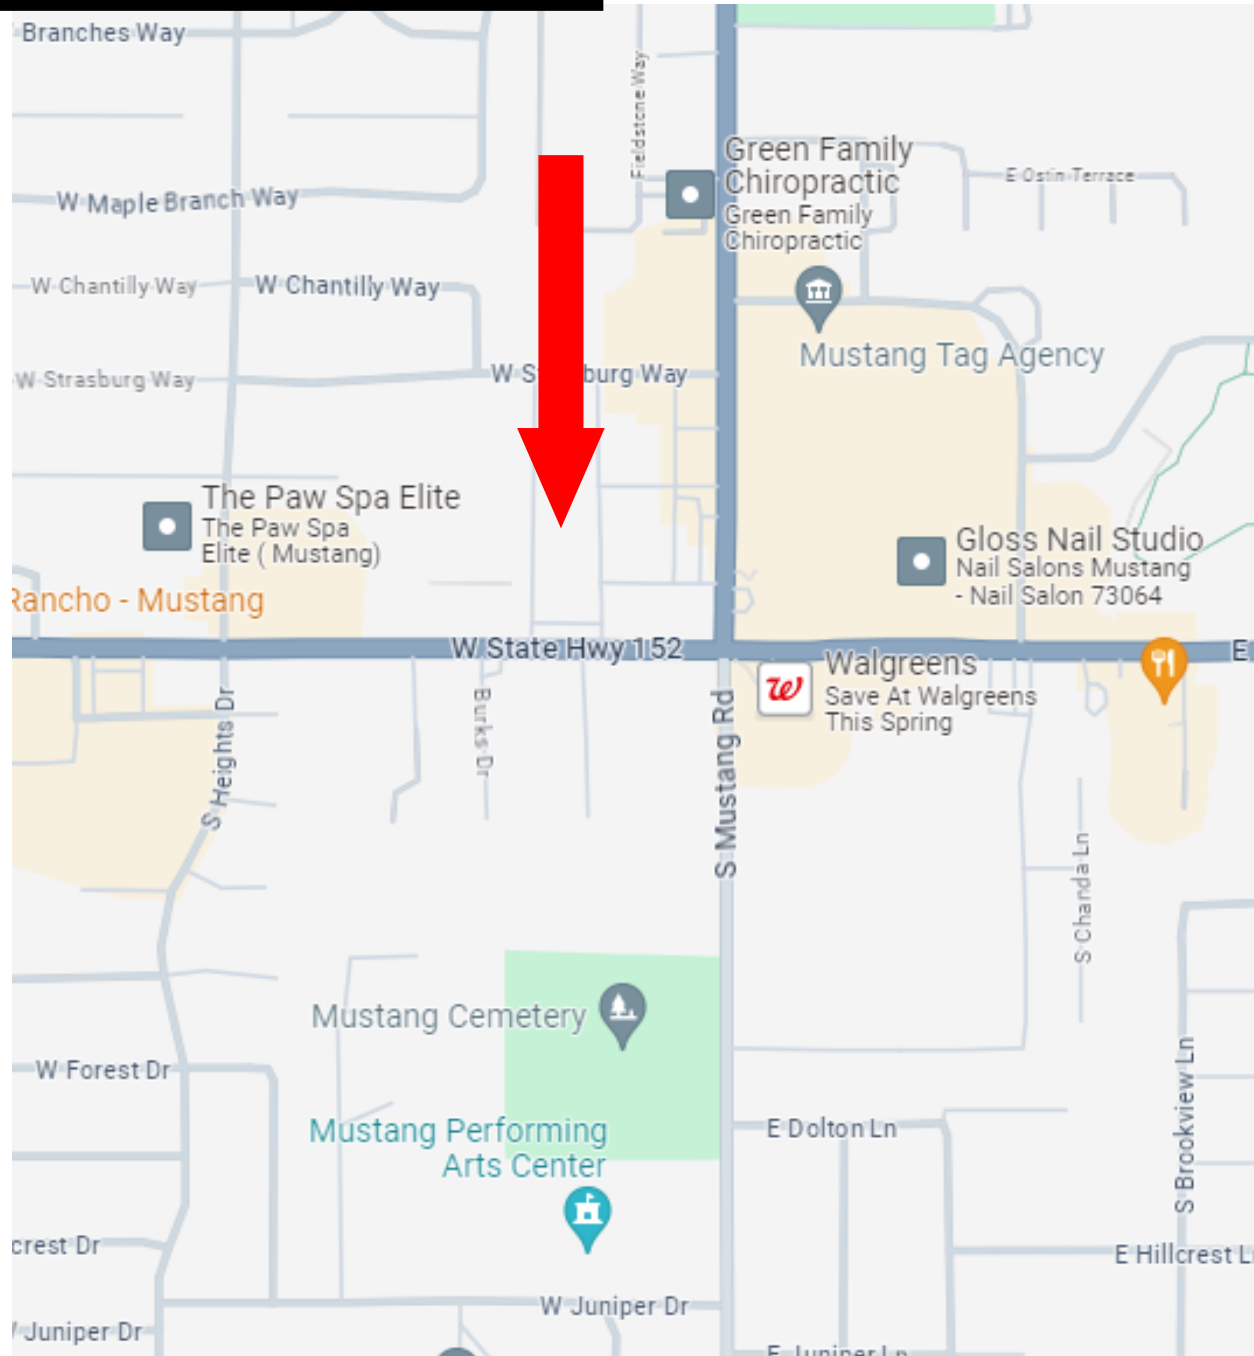 Branches Way
Fieldstone Way
Green Family
Chiropractic
Green Family
Chiropractic
E Ostin Terrace
W Maple Branch Way
W Chantilly Way
W Chantilly Way
Mustang Tag Agency
W Strasburg Way
W S burg Way
The Paw Spa Elite
The Paw Spa
Elite ( Mustang)
Gloss Nail Studio
Nail Salons Mustang
- Nail Salon 73064
Rancho - Mustang
W State Hwy 152
E
Walgreens
Save At Walgreens
This Spring
S Heights Dr
Burks Dr
S Mustang Rd
S Chanda Ln
Mustang Cemetery
W Forest Dr
S Brookview Ln
Mustang Performing
Arts Center
E Dolton Ln
crest Dr
E Hillcrest L
W Juniper Dr
Juniper Dr
E Juniper Ln